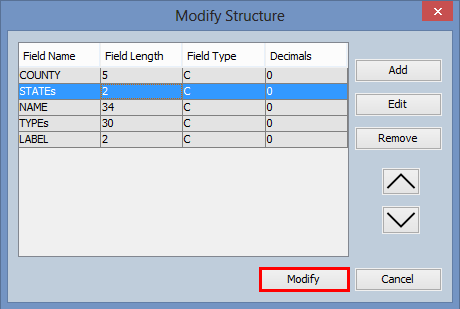 Modify Structure
Field Name Field Length Field Type Decimals
COUNTY 5 C 0
STATEs 2 C 0
NAME 34 C 0
TYPEs 30 C 0
LABEL 2 C 0
Add
Edit
Remove
Modify Cancel